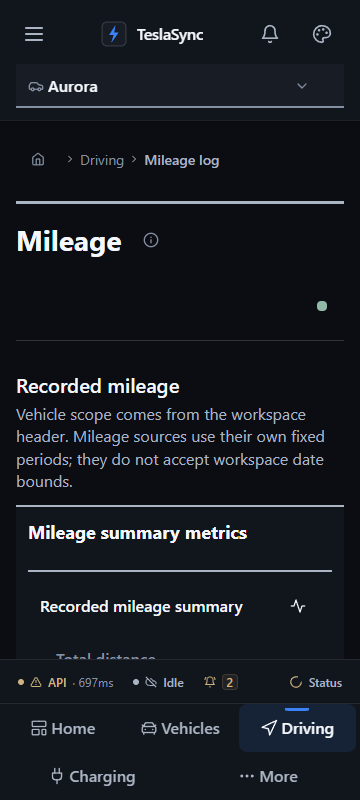 TeslaSync
Aurora
Driving
Mileage log
Mileage
Recorded mileage
Vehicle scope comes from the workspace
header. Mileage sources use their own fixed
periods; they do not accept workspace date
bounds.
Mileage summary metrics
Recorded mileage summary
Total distance
API · 697ms
Idle
2
Status
Home
Vehicles
Driving
Charging
More